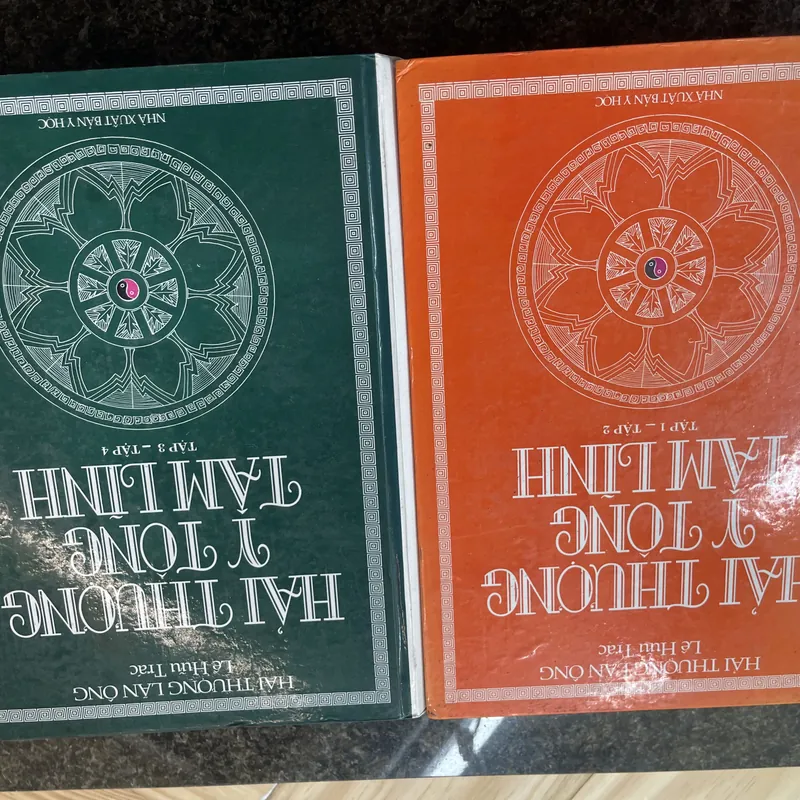 HẢI THƯỢNG LÃN ÔNG
Lê Hữu Trác
HẢI THƯỢNG
Y TÔNG
TÂM LĨNH
TẬP 1 – TẬP 2
NHÀ XUẤT BẢN Y HỌC
HẢI THƯỢNG LÃN ÔNG
Lê Hữu Trác
HẢI THƯỢNG
Y TÔNG
TÂM LĨNH
TẬP 3 – TẬP 4
NHÀ XUẤT BẢN Y HỌC